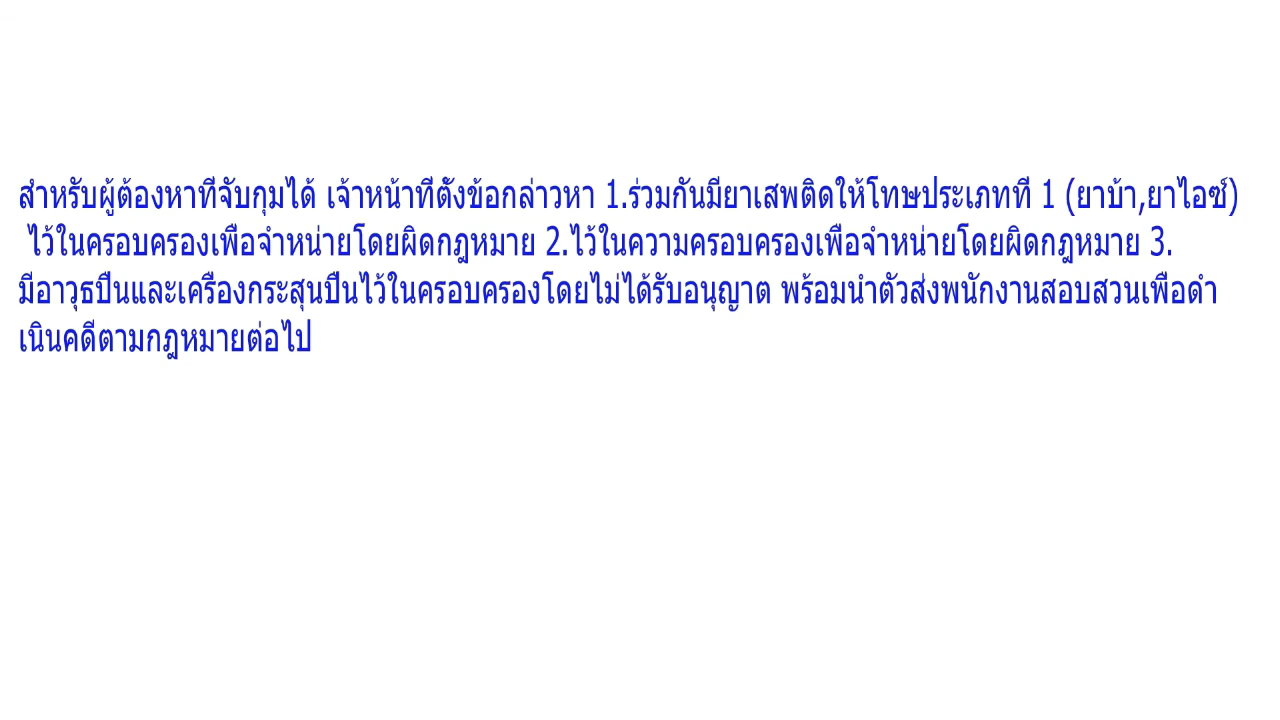 สำหรับผู้ต้องหาที่จับกุมได้ เจ้าหน้าที่ตั้งข้อกล่าวหา 1.ร่วมกันมียาเสพติดให้โทษประเภทที่ 1 (ยาบ้า,ยาไอซ์)
ไว้ในครอบครองเพื่อจำหน่ายโดยผิดกฎหมาย 2.ไว้ในความครอบครองเพื่อจำหน่ายโดยผิดกฎหมาย 3.
มีอาวุธปืนและเครื่องกระสุนปืนไว้ในครอบครองโดยไม่ได้รับอนุญาต พร้อมนำตัวส่งพนักงานสอบสวนเพื่อดำ
เนินคดีตามกฎหมายต่อไป